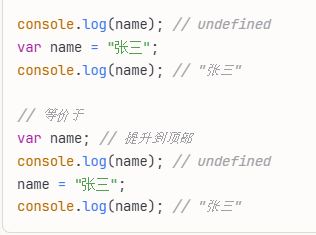 console.log(name); // undefined
var name = "张三";
console.log(name); // "张三"
// 等价于
var name; // 提升到顶部
console.log(name); // undefined
name = "张三";
console.log(name); // "张三"